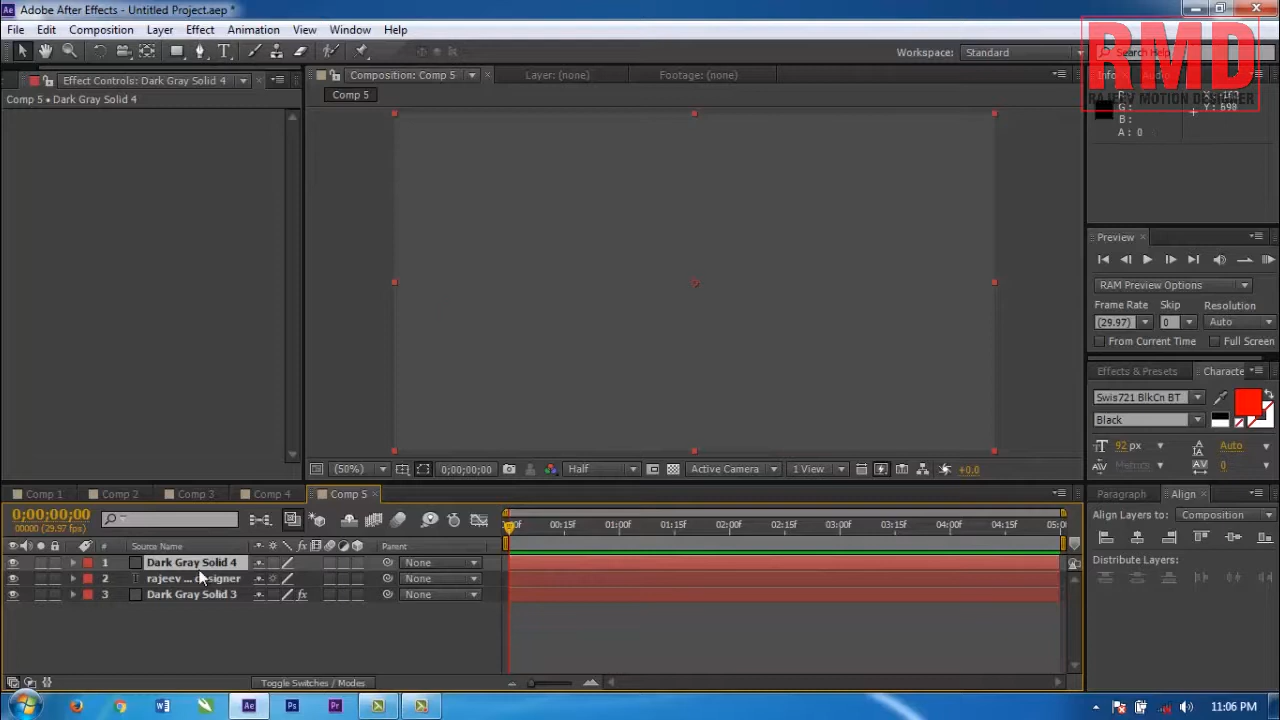 Adobe After Effects - Untitled Project.aep *
File Edit Composition Layer Effect Animation View Window Help
Workspace: Standard Search Help
RMD
RAJEEV MOTION DESIGNER
Effect Controls: Dark Gray Solid 4
Composition: Comp 5 Layer: (none) Footage: (none)
Info Audio
Comp 5 • Dark Gray Solid 4
Comp 5
R:
G:
B:
A: 0
Y: 898
Preview
RAM Preview Options
Frame Rate Skip Resolution
(29.97) 0 Auto
From Current Time Full Screen
Effects & Presets Characte
Swis721 BlkCn BT
Black
92 px Auto
Metrics 0
(50%) 0;00;00;00 Half Active Camera 1 View +0.0
Comp 1 Comp 2 Comp 3 Comp 4 Comp 5
Paragraph Align
0;00;00;00
00000 (29.97 fps)
00:15f 01:00f 01:15f 02:00f 02:15f 03:00f 03:15f 04:00f 04:15f 05:0
Align Layers to: Composition
# Source Name Parent
1 Dark Gray Solid 4 None
2 rajeev ... designer None
3 Dark Gray Solid 3 fx None
Distribute Layers:
Toggle Switches / Modes
Ae Ps Pr
11:06 PM